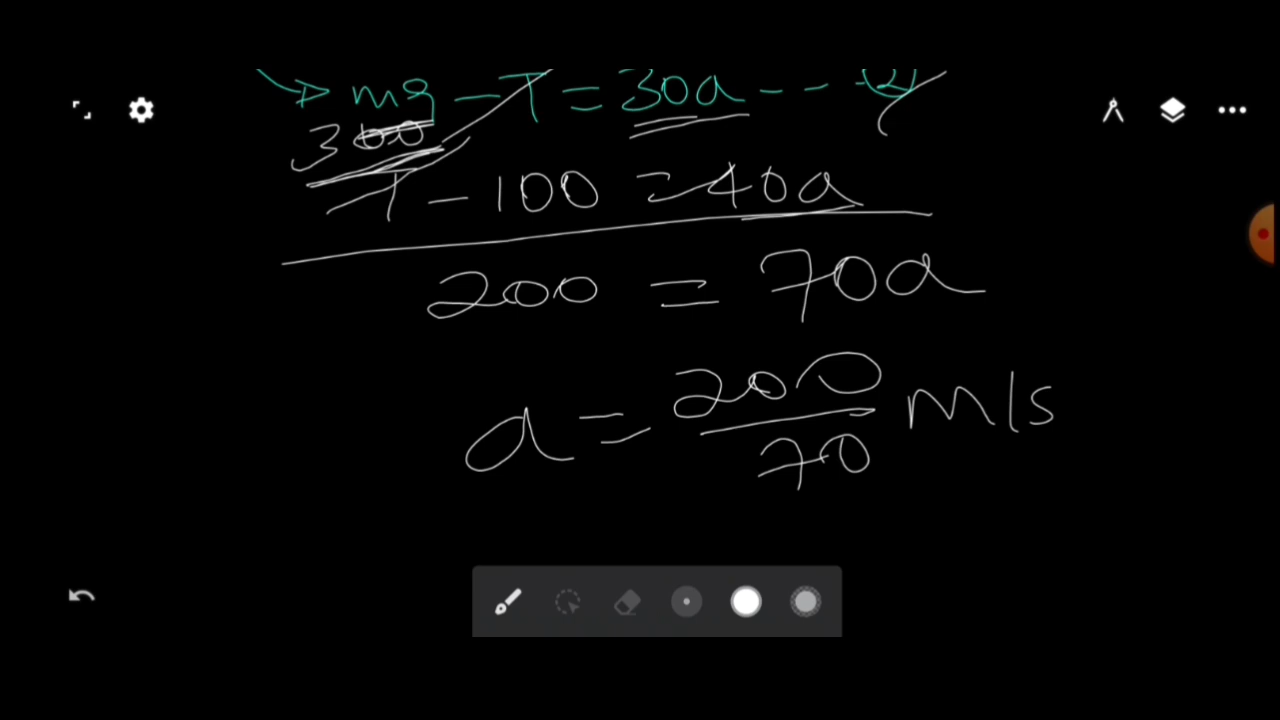 mg - T = 30a -- (2)
300
T - 100 = 40a
200 = 70a
a = 200/70 m/s